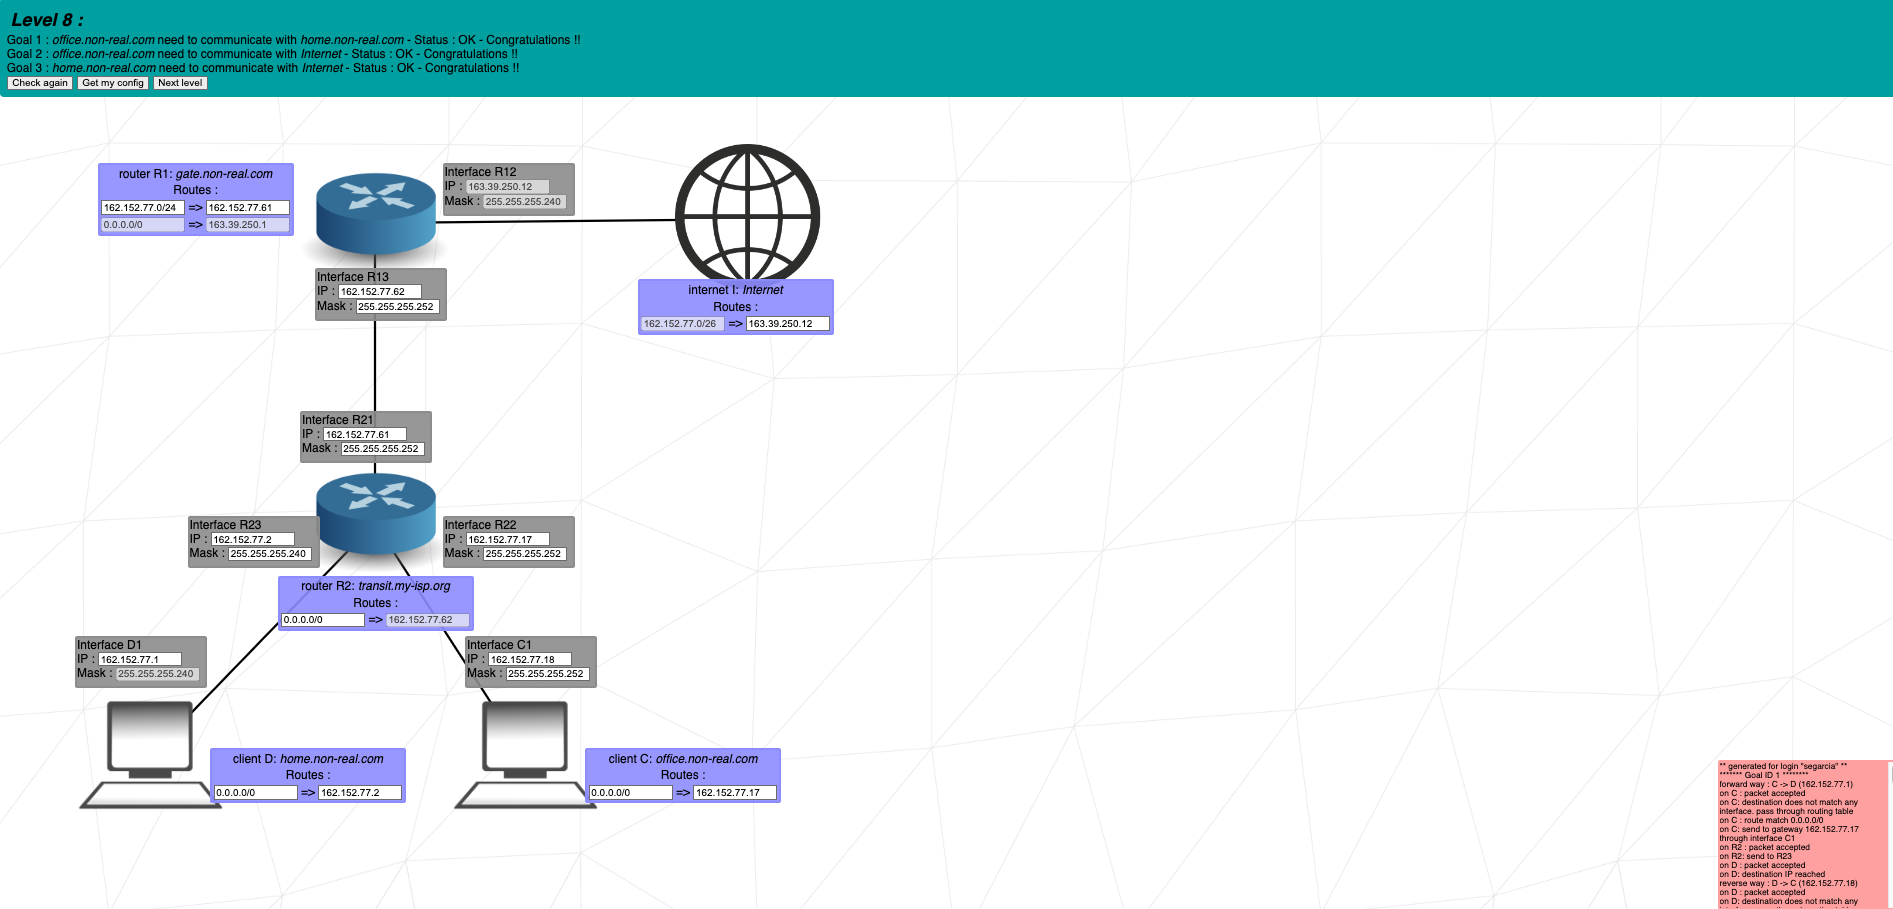 Level 8 :
Goal 1 : office.non-real.com need to communicate with home.non-real.com - Status : OK - Congratulations !!
Goal 2 : office.non-real.com need to communicate with Internet - Status : OK - Congratulations !!
Goal 3 : home.non-real.com need to communicate with Internet - Status : OK - Congratulations !!
Check again Get my config Next level
router R1: gate.non-real.com
Routes :
162.152.77.0/24 => 162.152.77.61
0.0.0.0/0 => 163.39.250.1
Interface R12
IP : 163.39.250.12
Mask : 255.255.255.240
Interface R13
IP : 162.152.77.62
Mask : 255.255.255.252
internet I: Internet
Routes :
162.152.77.0/26 => 163.39.250.12
Interface R21
IP : 162.152.77.61
Mask : 255.255.255.252
Interface R23
IP : 162.152.77.2
Mask : 255.255.255.240
Interface R22
IP : 162.152.77.17
Mask : 255.255.255.252
router R2: transit.my-isp.org
Routes :
0.0.0.0/0 => 162.152.77.62
Interface D1
IP : 162.152.77.1
Mask : 255.255.255.240
Interface C1
IP : 162.152.77.18
Mask : 255.255.255.252
client D: home.non-real.com
Routes :
0.0.0.0/0 => 162.152.77.2
client C: office.non-real.com
Routes :
0.0.0.0/0 => 162.152.77.17
** generated for login "segarcia" **
******* Goal ID 1 ********
forward way : C -> D (162.152.77.1)
on C : packet accepted
on C: destination does not match any
interface. pass through routing table
on C : route match 0.0.0.0/0
on C: send to gateway 162.152.77.17
through interface C1
on R2 : packet accepted
on R2: send to R23
on D : packet accepted
on D: destination IP reached
reverse way : D -> C (162.152.77.18)
on D : packet accepted
on D: destination does not match any